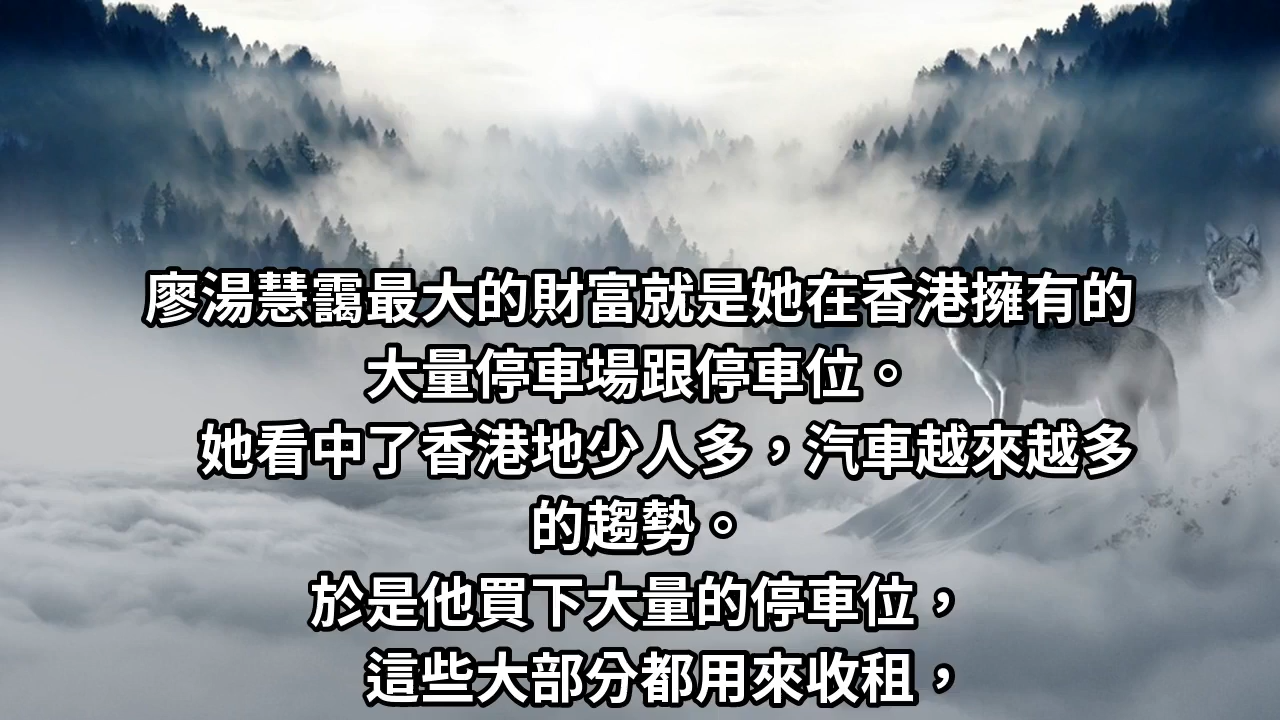 廖湯慧靄最大的財富就是她在香港擁有的
大量停車場跟停車位。
她看中了香港地少人多，汽車越來越多
的趨勢。
於是他買下大量的停車位，
這些大部分都用來收租，